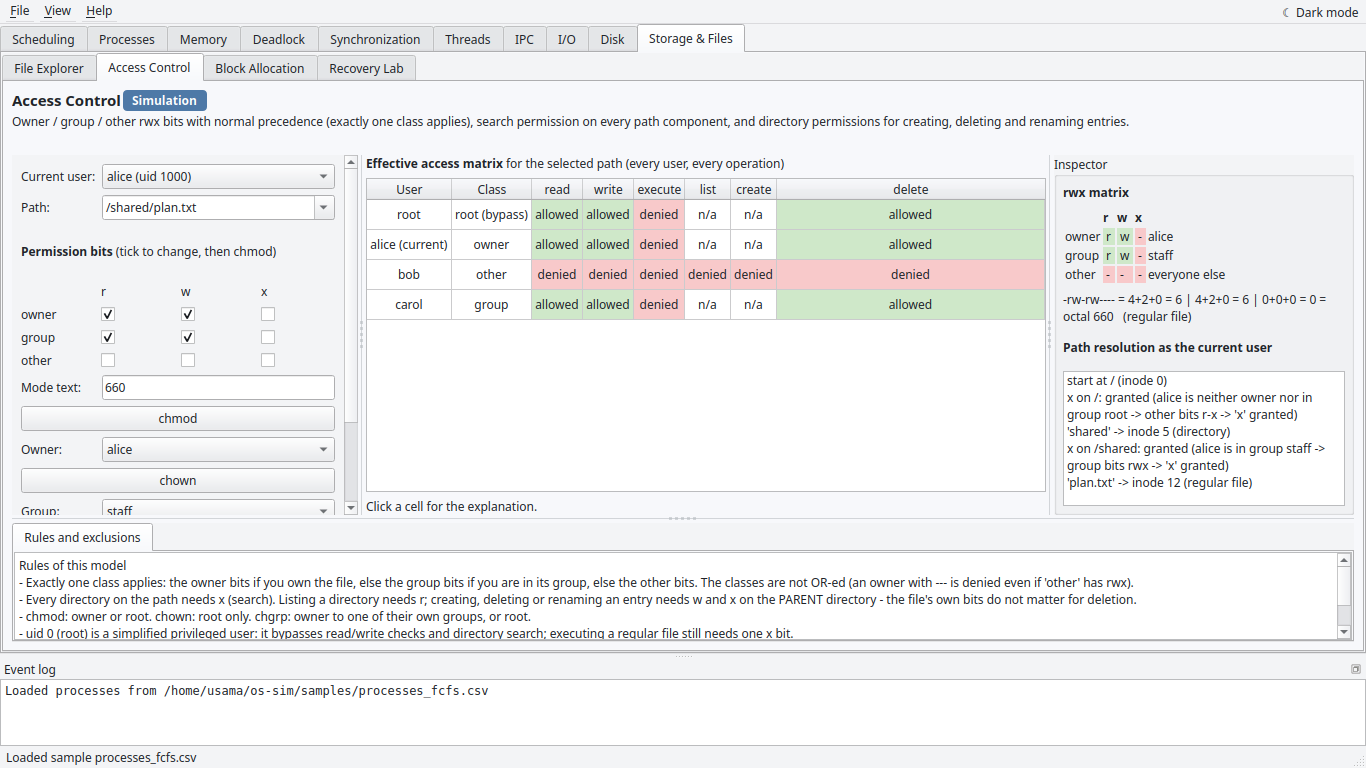 File View Help
☾ Dark mode
Scheduling Processes Memory Deadlock Synchronization Threads IPC I/O Disk Storage & Files
File Explorer Access Control Block Allocation Recovery Lab
Access Control Simulation
Owner / group / other rwx bits with normal precedence (exactly one class applies), search permission on every path component, and directory permissions for creating, deleting and renaming entries.
Current user: alice (uid 1000)
Path: /shared/plan.txt
Permission bits (tick to change, then chmod)
r w x
owner
group
other
Mode text: 660
chmod
Owner: alice
chown
Group: staff
Effective access matrix for the selected path (every user, every operation)
User Class read write execute list create delete
root root (bypass) allowed allowed denied n/a n/a allowed
alice (current) owner allowed allowed denied n/a n/a allowed
bob other denied denied denied denied denied denied
carol group allowed allowed denied n/a n/a allowed
Click a cell for the explanation.
Inspector
rwx matrix
r w x
owner r w - alice
group r w - staff
other - - - everyone else
-rw-rw---- = 4+2+0 = 6 | 4+2+0 = 6 | 0+0+0 = 0 =
octal 660 (regular file)
Path resolution as the current user
start at / (inode 0)
x on /: granted (alice is neither owner nor in
group root -> other bits r-x -> 'x' granted)
'shared' -> inode 5 (directory)
x on /shared: granted (alice is in group staff ->
group bits rwx -> 'x' granted)
'plan.txt' -> inode 12 (regular file)
Rules and exclusions
Rules of this model
- Exactly one class applies: the owner bits if you own the file, else the group bits if you are in its group, else the other bits. The classes are not OR-ed (an owner with --- is denied even if 'other' has rwx).
- Every directory on the path needs x (search). Listing a directory needs r; creating, deleting or renaming an entry needs w and x on the PARENT directory - the file's own bits do not matter for deletion.
- chmod: owner or root. chown: root only. chgrp: owner to one of their own groups, or root.
- uid 0 (root) is a simplified privileged user: it bypasses read/write checks and directory search; executing a regular file still needs one x bit.
Event log
Loaded processes from /home/usama/os-sim/samples/processes_fcfs.csv
Loaded sample processes_fcfs.csv